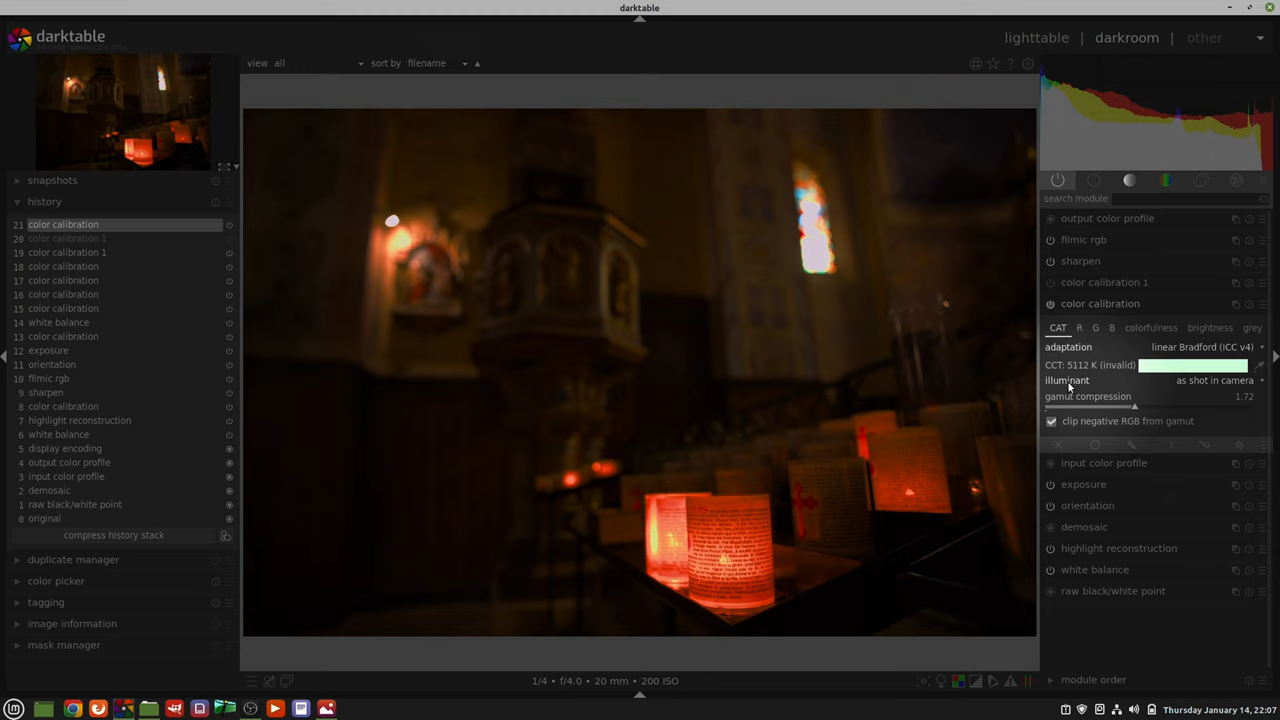 darktable
darktable
lighttable | darkroom | other
view all sort by filename
snapshots
history
21 color calibration
20 color calibration 1
19 color calibration 1
18 color calibration
17 color calibration
16 color calibration
15 color calibration
14 white balance
13 color calibration
12 exposure
11 orientation
10 filmic rgb
9 sharpen
8 color calibration
7 highlight reconstruction
6 white balance
5 display encoding
4 output color profile
3 input color profile
2 demosaic
1 raw black/white point
0 original
compress history stack
duplicate manager
color picker
tagging
image information
mask manager
1/4 • f/4.0 • 20 mm • 200 ISO
search module
output color profile
filmic rgb
sharpen
color calibration 1
color calibration
CAT R G B colorfulness brightness grey
adaptation linear Bradford (ICC v4)
CCT: 5112 K (invalid)
illuminant as shot in camera
gamut compression 1.72
clip negative RGB from gamut
input color profile
exposure
orientation
demosaic
highlight reconstruction
white balance
raw black/white point
module order
Thursday January 14, 22:07